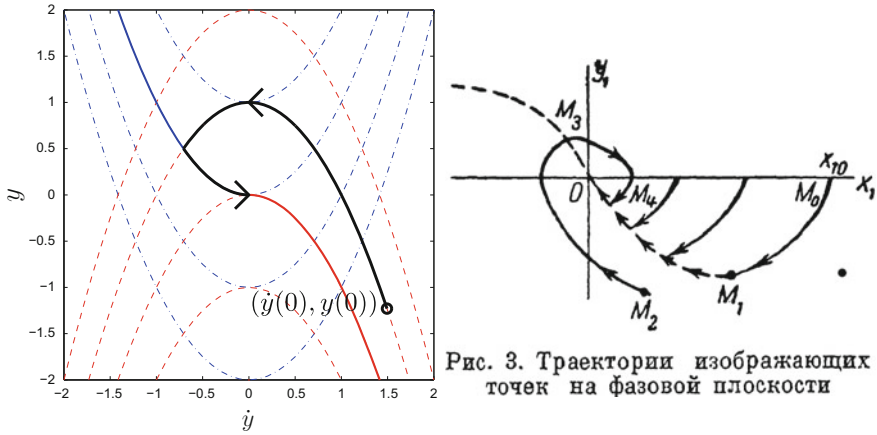 2
1.5
1
0.5
0
−0.5
−1
−1.5
−2
y
(ẏ(0), y(0))
−2 −1.5 −1 −0.5 0 0.5 1 1.5 2
ẏ
M₃
X₁₀
O
M₄
M₀
X₁
M₂
M₁
Рис. 3. Траектории изображающих
точек на фазовой плоскости